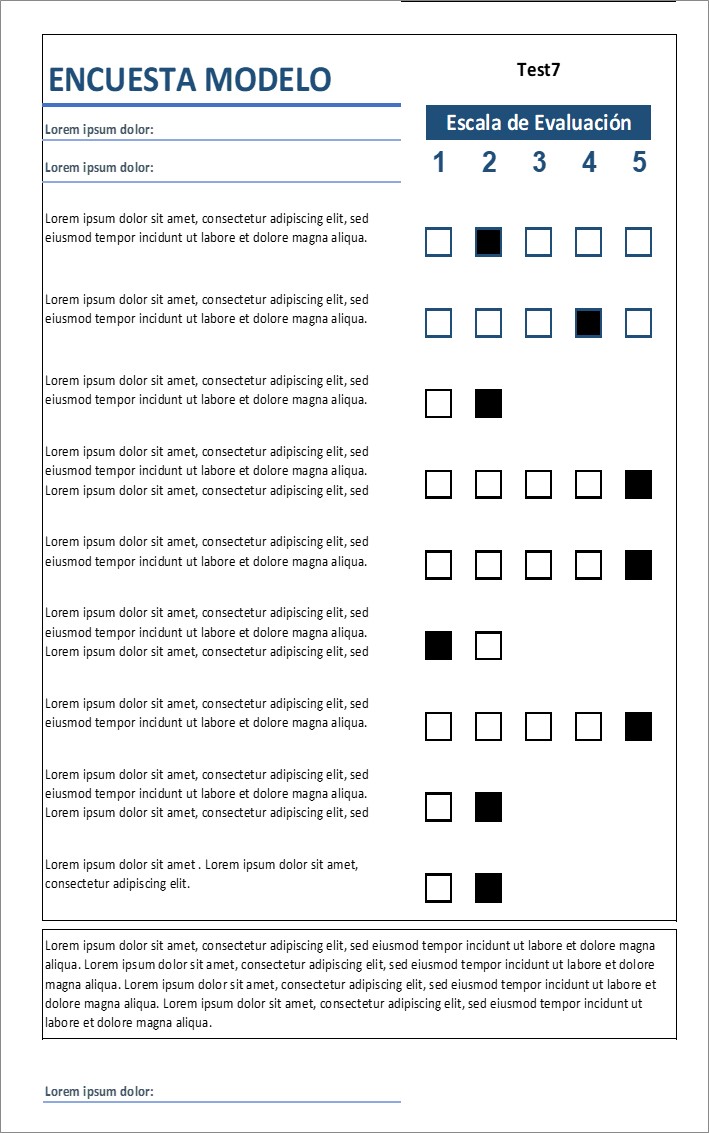 ENCUESTA MODELO
Test7
Lorem ipsum dolor:
Escala de Evaluación
Lorem ipsum dolor:
1 2 3 4 5
Lorem ipsum dolor sit amet, consectetur adipiscing elit, sed
eiusmod tempor incidunt ut labore et dolore magna aliqua.
Lorem ipsum dolor sit amet, consectetur adipiscing elit, sed
eiusmod tempor incidunt ut labore et dolore magna aliqua.
Lorem ipsum dolor sit amet, consectetur adipiscing elit, sed
eiusmod tempor incidunt ut labore et dolore magna aliqua.
Lorem ipsum dolor sit amet, consectetur adipiscing elit, sed
eiusmod tempor incidunt ut labore et dolore magna aliqua.
Lorem ipsum dolor sit amet, consectetur adipiscing elit, sed
Lorem ipsum dolor sit amet, consectetur adipiscing elit, sed
eiusmod tempor incidunt ut labore et dolore magna aliqua.
Lorem ipsum dolor sit amet, consectetur adipiscing elit, sed
eiusmod tempor incidunt ut labore et dolore magna aliqua.
Lorem ipsum dolor sit amet, consectetur adipiscing elit, sed
Lorem ipsum dolor sit amet, consectetur adipiscing elit, sed
eiusmod tempor incidunt ut labore et dolore magna aliqua.
Lorem ipsum dolor sit amet, consectetur adipiscing elit, sed
eiusmod tempor incidunt ut labore et dolore magna aliqua.
Lorem ipsum dolor sit amet, consectetur adipiscing elit, sed
Lorem ipsum dolor sit amet . Lorem ipsum dolor sit amet,
consectetur adipiscing elit.
Lorem ipsum dolor sit amet, consectetur adipiscing elit, sed eiusmod tempor incidunt ut labore et dolore magna
aliqua. Lorem ipsum dolor sit amet, consectetur adipiscing elit, sed eiusmod tempor incidunt ut labore et dolore
magna aliqua. Lorem ipsum dolor sit amet, consectetur adipiscing elit, sed eiusmod tempor incidunt ut labore et
dolore magna aliqua. Lorem ipsum dolor sit amet, consectetur adipiscing elit, sed eiusmod tempor incidunt ut
labore et dolore magna aliqua.
Lorem ipsum dolor: